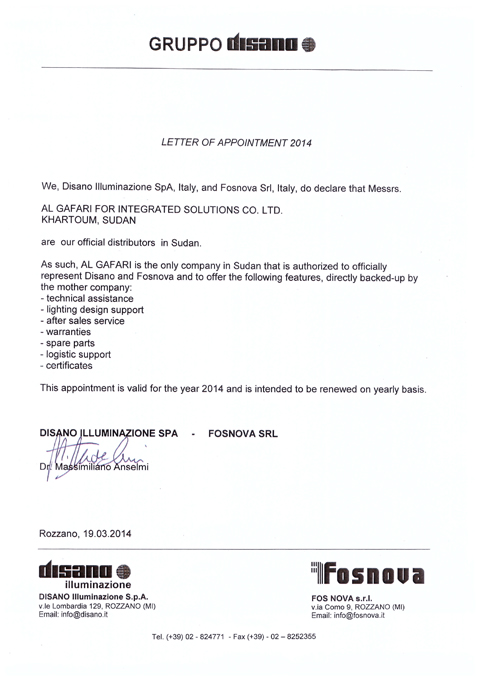 GRUPPO disano
LETTER OF APPOINTMENT 2014
We, Disano Illuminazione SpA, Italy, and Fosnova Srl, Italy, do declare that Messrs.
AL GAFARI FOR INTEGRATED SOLUTIONS CO. LTD.
KHARTOUM, SUDAN
are our official distributors in Sudan.
As such, AL GAFARI is the only company in Sudan that is authorized to officially
represent Disano and Fosnova and to offer the following features, directly backed-up by
the mother company:
- technical assistance
- lighting design support
- after sales service
- warranties
- spare parts
- logistic support
- certificates
This appointment is valid for the year 2014 and is intended to be renewed on yearly basis.
DISANO ILLUMINAZIONE SPA - FOSNOVA SRL
Dr. Massimiliano Anselmi
Rozzano, 19.03.2014
disano
illuminazione
DISANO Illuminazione S.p.A.
v.le Lombardia 129, ROZZANO (MI)
Email: info@disano.it
Fosnova
FOS NOVA s.r.l.
v.ia Como 9, ROZZANO (MI)
Email: info@fosnova.it
Tel. (+39) 02 - 824771 - Fax (+39) - 02 – 8252355